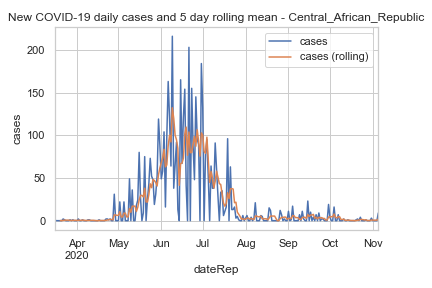 New COVID-19 daily cases and 5 day rolling mean - Central_African_Republic
cases
cases (rolling)
200
150
100
50
0
cases
Apr
2020
May
Jun
Jul
Aug
Sep
Oct
Nov
dateRep